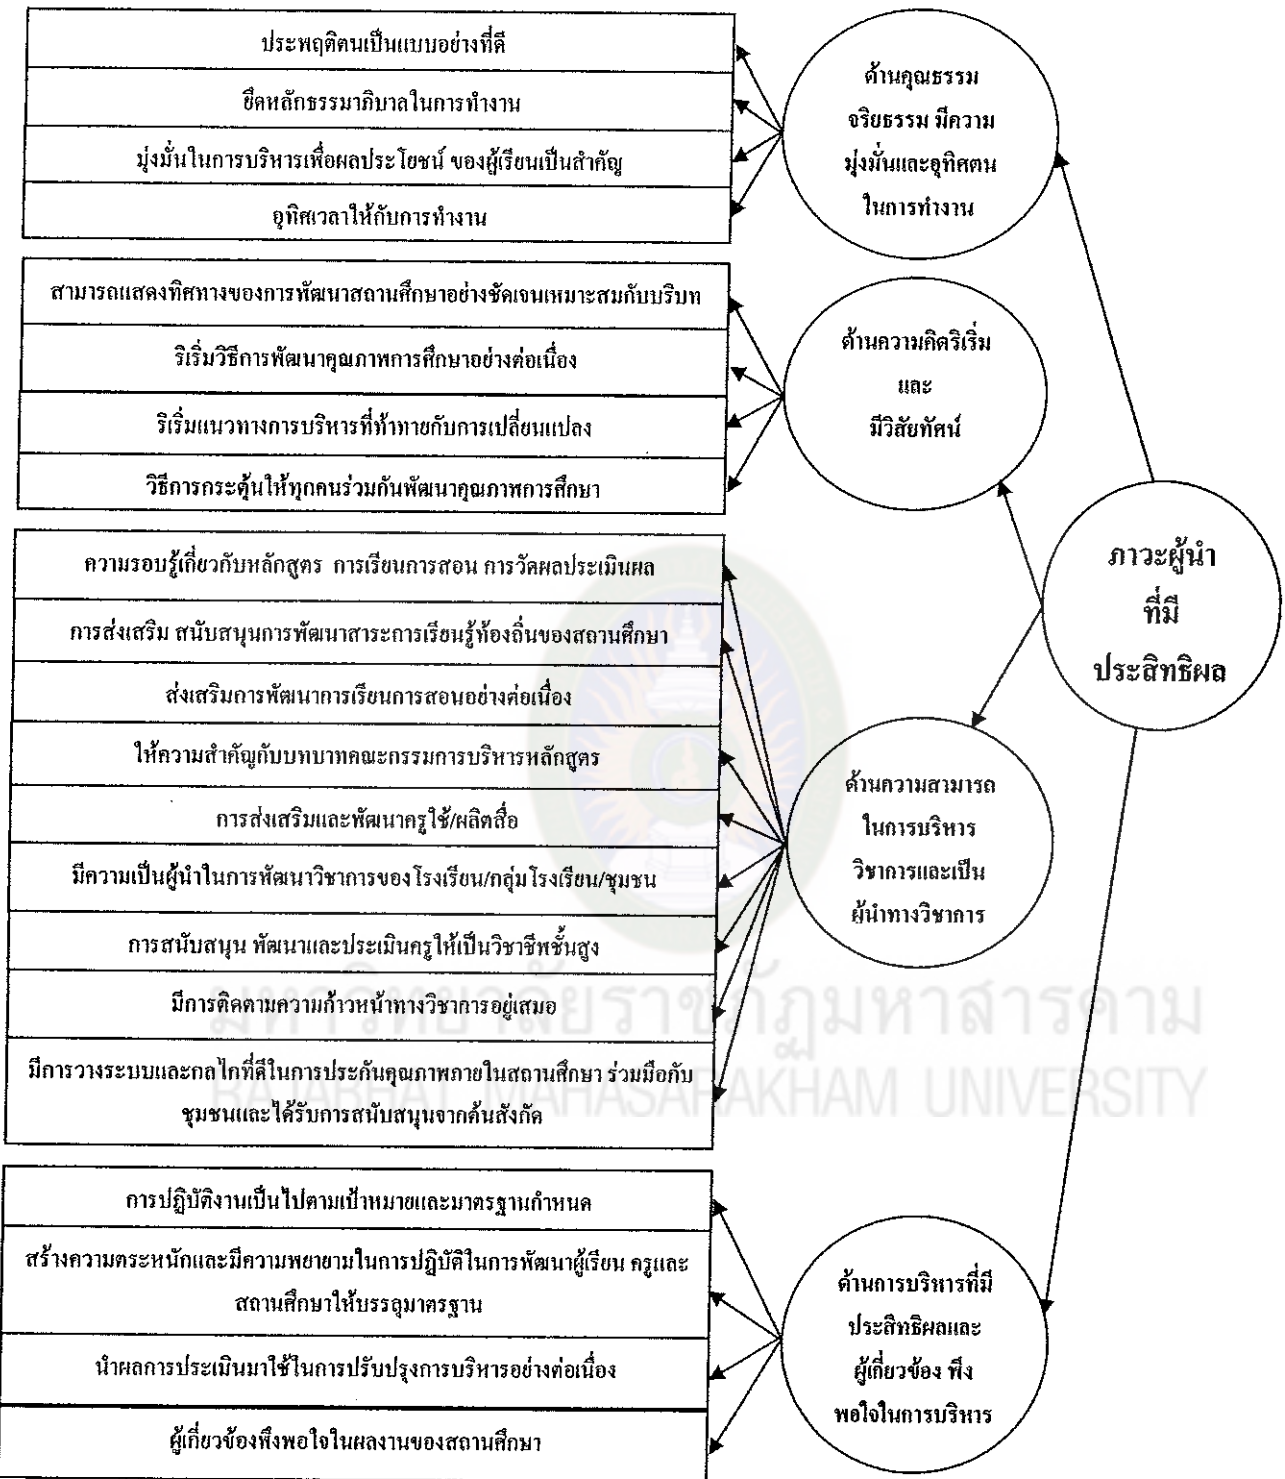 ประพฤติตนเป็นแบบอย่างที่ดี
ยึดหลักธรรมาภิบาลในการทำงาน
มุ่งมั่นในการบริหารเพื่อผลประโยชน์ ของผู้เรียนเป็นสำคัญ
อุทิศเวลาให้กับการทำงาน
ด้านคุณธรรม
จริยธรรม มีความ
มุ่งมั่นและอุทิศตน
ในการทำงาน
สามารถแสดงทิศทางของการพัฒนาสถานศึกษาอย่างชัดเจนเหมาะสมกับบริบท
ริเริ่มวิธีการพัฒนาคุณภาพการศึกษาอย่างต่อเนื่อง
ริเริ่มแนวทางการบริหารที่ท้าทายกับการเปลี่ยนแปลง
วิธีการกระตุ้นให้ทุกคนร่วมกันพัฒนาคุณภาพการศึกษา
ด้านความคิดริเริ่ม
และ
มีวิสัยทัศน์
ภาวะผู้นำ
ที่มี
ประสิทธิผล
ความรอบรู้เกี่ยวกับหลักสูตร การเรียนการสอน การวัดผลประเมินผล
การส่งเสริม สนับสนุนการพัฒนาสาระการเรียนรู้ท้องถิ่นของสถานศึกษา
ส่งเสริมการพัฒนาการเรียนการสอนอย่างต่อเนื่อง
ให้ความสำคัญกับบทบาทคณะกรรมการบริหารหลักสูตร
การส่งเสริมและพัฒนาครูใช้/ผลิตสื่อ
มีความเป็นผู้นำในการพัฒนาวิชาการของโรงเรียน/กลุ่มโรงเรียน/ชุมชน
การสนับสนุน พัฒนาและประเมินครูให้เป็นวิชาชีพชั้นสูง
มีการติดตามความก้าวหน้าทางวิชาการอยู่เสมอ
มีการวางระบบและกลไกที่ดีในการประกันคุณภาพภายในสถานศึกษา ร่วมมือกับ
ชุมชนและได้รับการสนับสนุนจากต้นสังกัด
ด้านความสามารถ
ในการบริหาร
วิชาการและเป็น
ผู้นำทางวิชาการ
มหาวิทยาลัยราชภัฏมหาสารคาม
RAJABHAT MAHASARAKHAM UNIVERSITY
การปฏิบัติงานเป็นไปตามเป้าหมายและมาตรฐานกำหนด
สร้างความตระหนักและมีความพยายามในการปฏิบัติในการพัฒนาผู้เรียน ครูและ
สถานศึกษาให้บรรลุมาตรฐาน
นำผลการประเมินมาใช้ในการปรับปรุงการบริหารอย่างต่อเนื่อง
ผู้เกี่ยวข้องพึงพอใจในผลงานของสถานศึกษา
ด้านการบริหารที่มี
ประสิทธิผลและ
ผู้เกี่ยวข้อง พึง
พอใจในการบริหาร